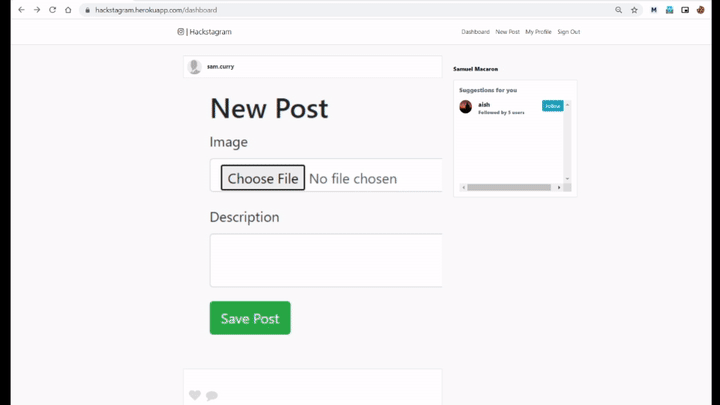 hackstagram.herokuapp.com/dashboard
| Hackstagram
Dashboard New Post My Profile Sign Out
sam.curry
New Post
Image
Choose File No file chosen
Description
Save Post
Samuel Macaron
Suggestions for you
aish
Follow
Followed by 3 users